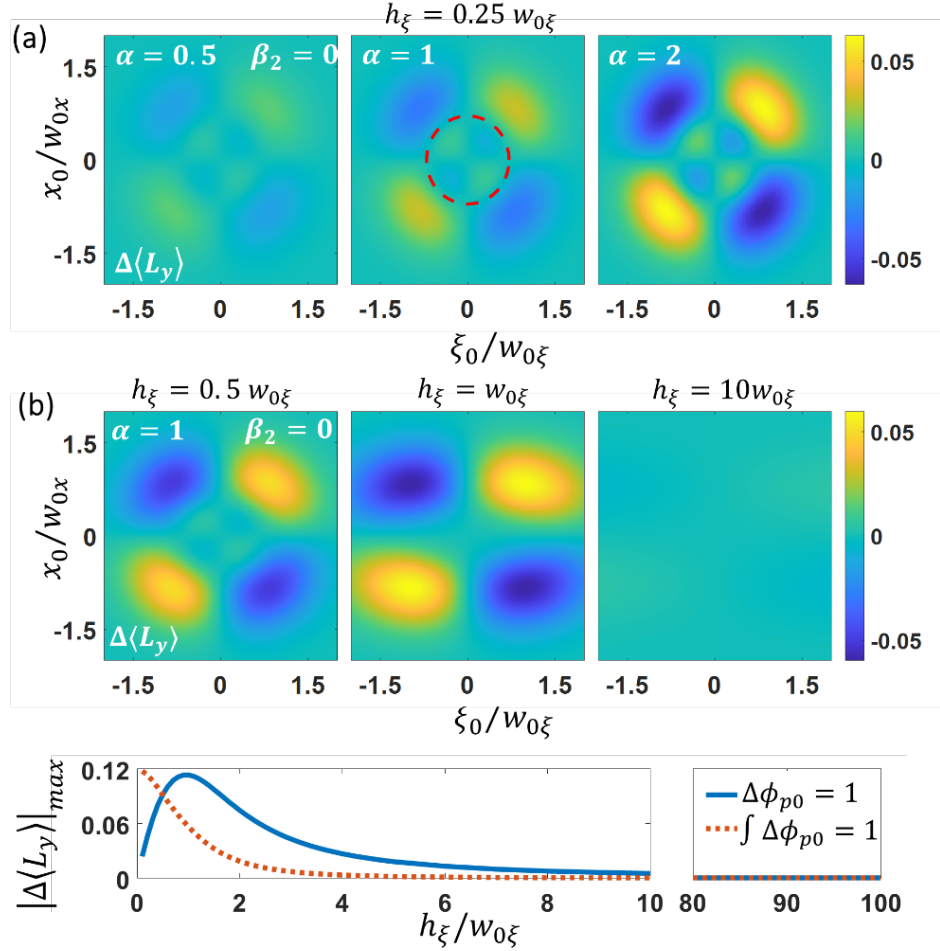 h_ξ = 0.25 w_0ξ
(a)
α = 0.5 β_2 = 0 α = 1 α = 2
x_0/w_0x
1.5
0
-1.5
Δ⟨L_y⟩
0.05
0
-0.05
-1.5 0 1.5 -1.5 0 1.5 -1.5 0 1.5
ξ_0/w_0ξ
(b)
h_ξ = 0.5 w_0ξ h_ξ = w_0ξ h_ξ = 10w_0ξ
α = 1 β_2 = 0
x_0/w_0x
1.5
0
-1.5
Δ⟨L_y⟩
0.05
0
-0.05
-1.5 0 1.5 -1.5 0 1.5 -1.5 0 1.5
ξ_0/w_0ξ
|Δ⟨L_y⟩|_max
0.12
0.06
0
0 2 4 6 8 10 80 90 100
Δϕ_p0 = 1
∫ Δϕ_p0 = 1
h_ξ/w_0ξ